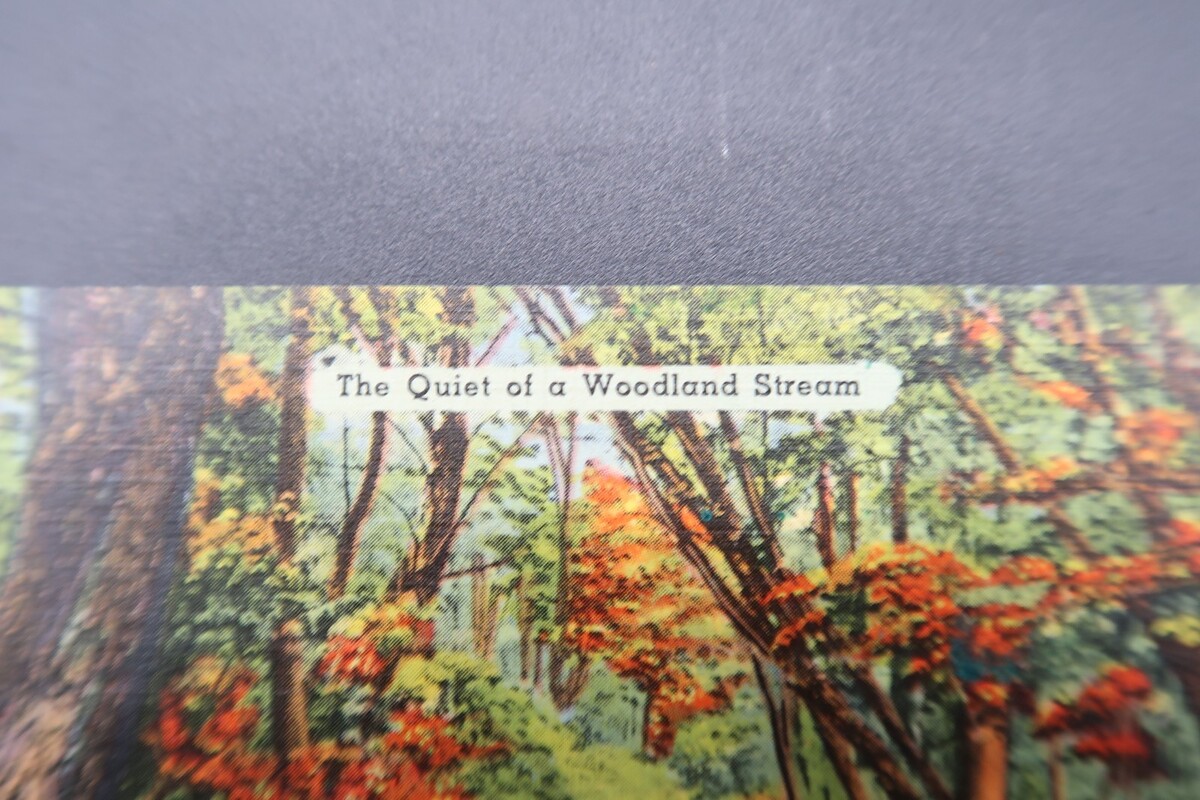 The Quiet of a Woodland Stream